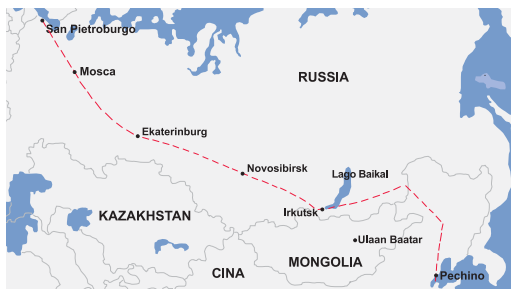 San Pietroburgo
Mosca
RUSSIA
Ekaterinburg
Novosibirsk
Lago Baikal
KAZAKHSTAN
Irkutsk
Ulaan Baatar
MONGOLIA
CINA
Pechino